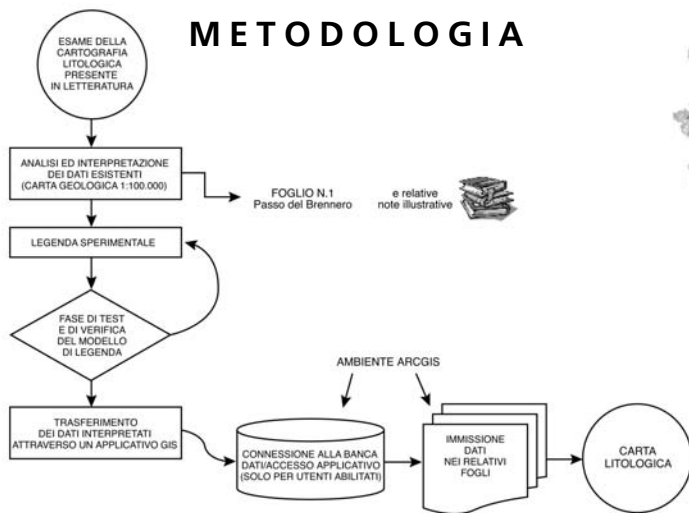 METODOLOGIA
ESAME DELLA
CARTOGRAFIA
LITOLOGICA
PRESENTE
IN LETTERATURA
ANALISI ED INTERPRETAZIONE
DEI DATI ESISTENTI
(CARTA GEOLOGICA 1:100.000)
FOGLIO N.1
Passo del Brennero
e relative
note illustrative
LEGENDA SPERIMENTALE
FASE DI TEST
E DI VERIFICA
DEL MODELLO
DI LEGENDA
TRASFERIMENTO
DEI DATI INTERPRETATI
ATTRAVERSO UN APPLICATIVO GIS
AMBIENTE ARCGIS
CONNESSIONE ALLA BANCA
DATI/ACCESSO APPLICATIVO
(SOLO PER UTENTI ABILITATI)
IMMISSIONE
DATI
NEI RELATIVI
FOGLI
CARTA
LITOLOGICA